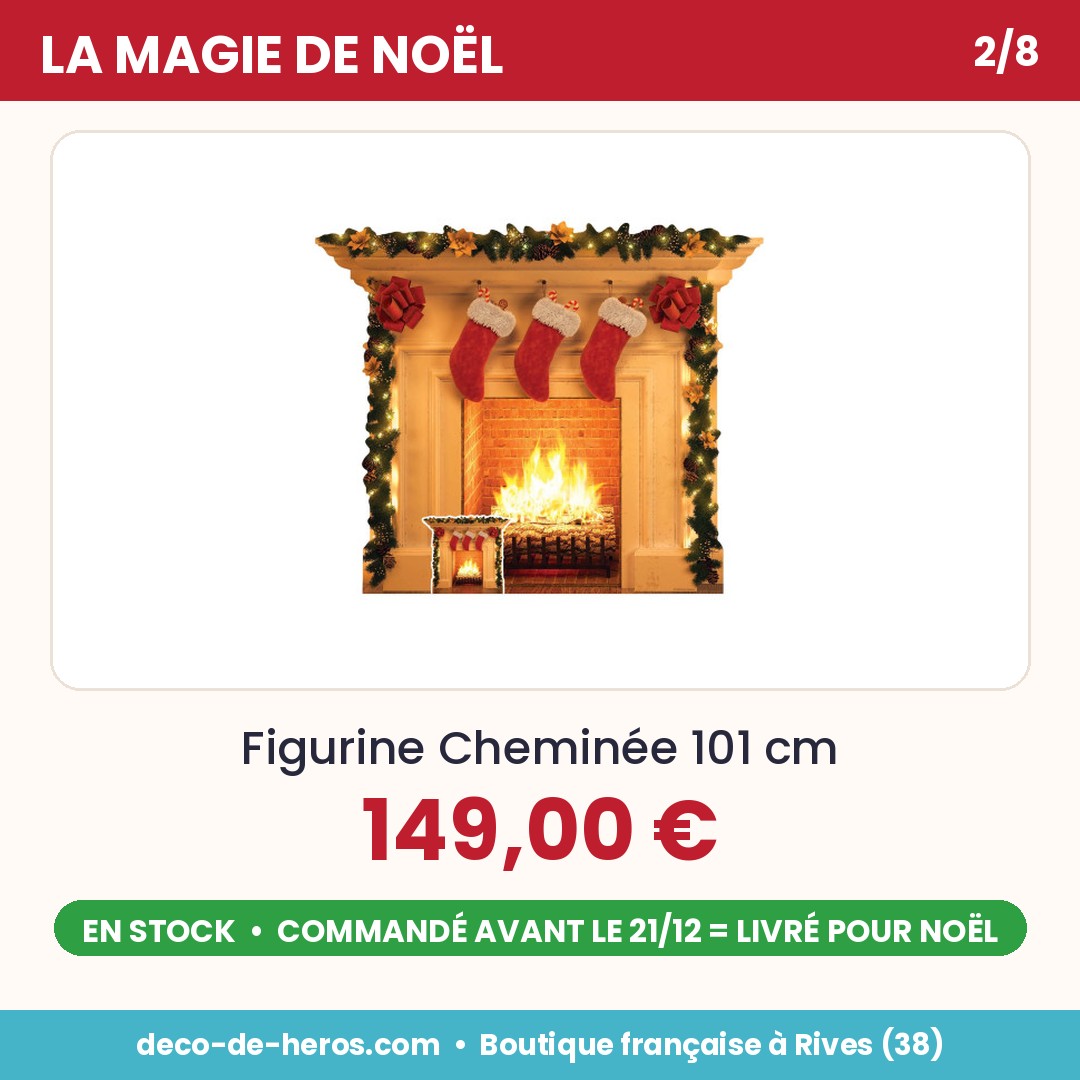 LA MAGIE DE NOËL
2/8
Figurine Cheminée 101 cm
149,00 €
EN STOCK • COMMANDÉ AVANT LE 21/12 = LIVRÉ POUR NOËL
deco-de-heros.com • Boutique française à Rives (38)